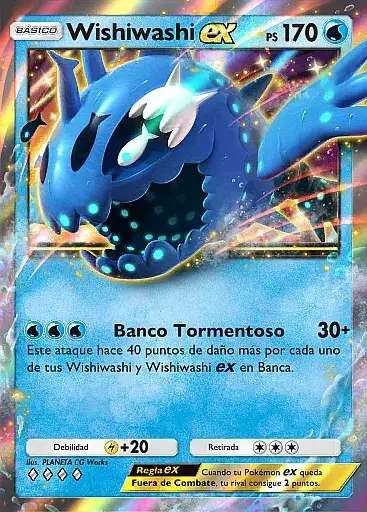 BÁSICO Wishiwashi ex PS 170
Banco Tormentoso 30+
Este ataque hace 40 puntos de daño más por cada uno
de tus Wishiwashi y Wishiwashi ex en Banca.
Debilidad +20 Retirada
Ilus. PLANETA CG Works
Regla ex Cuando tu Pokémon ex queda
Fuera de Combate, tu rival consigue 2 puntos.